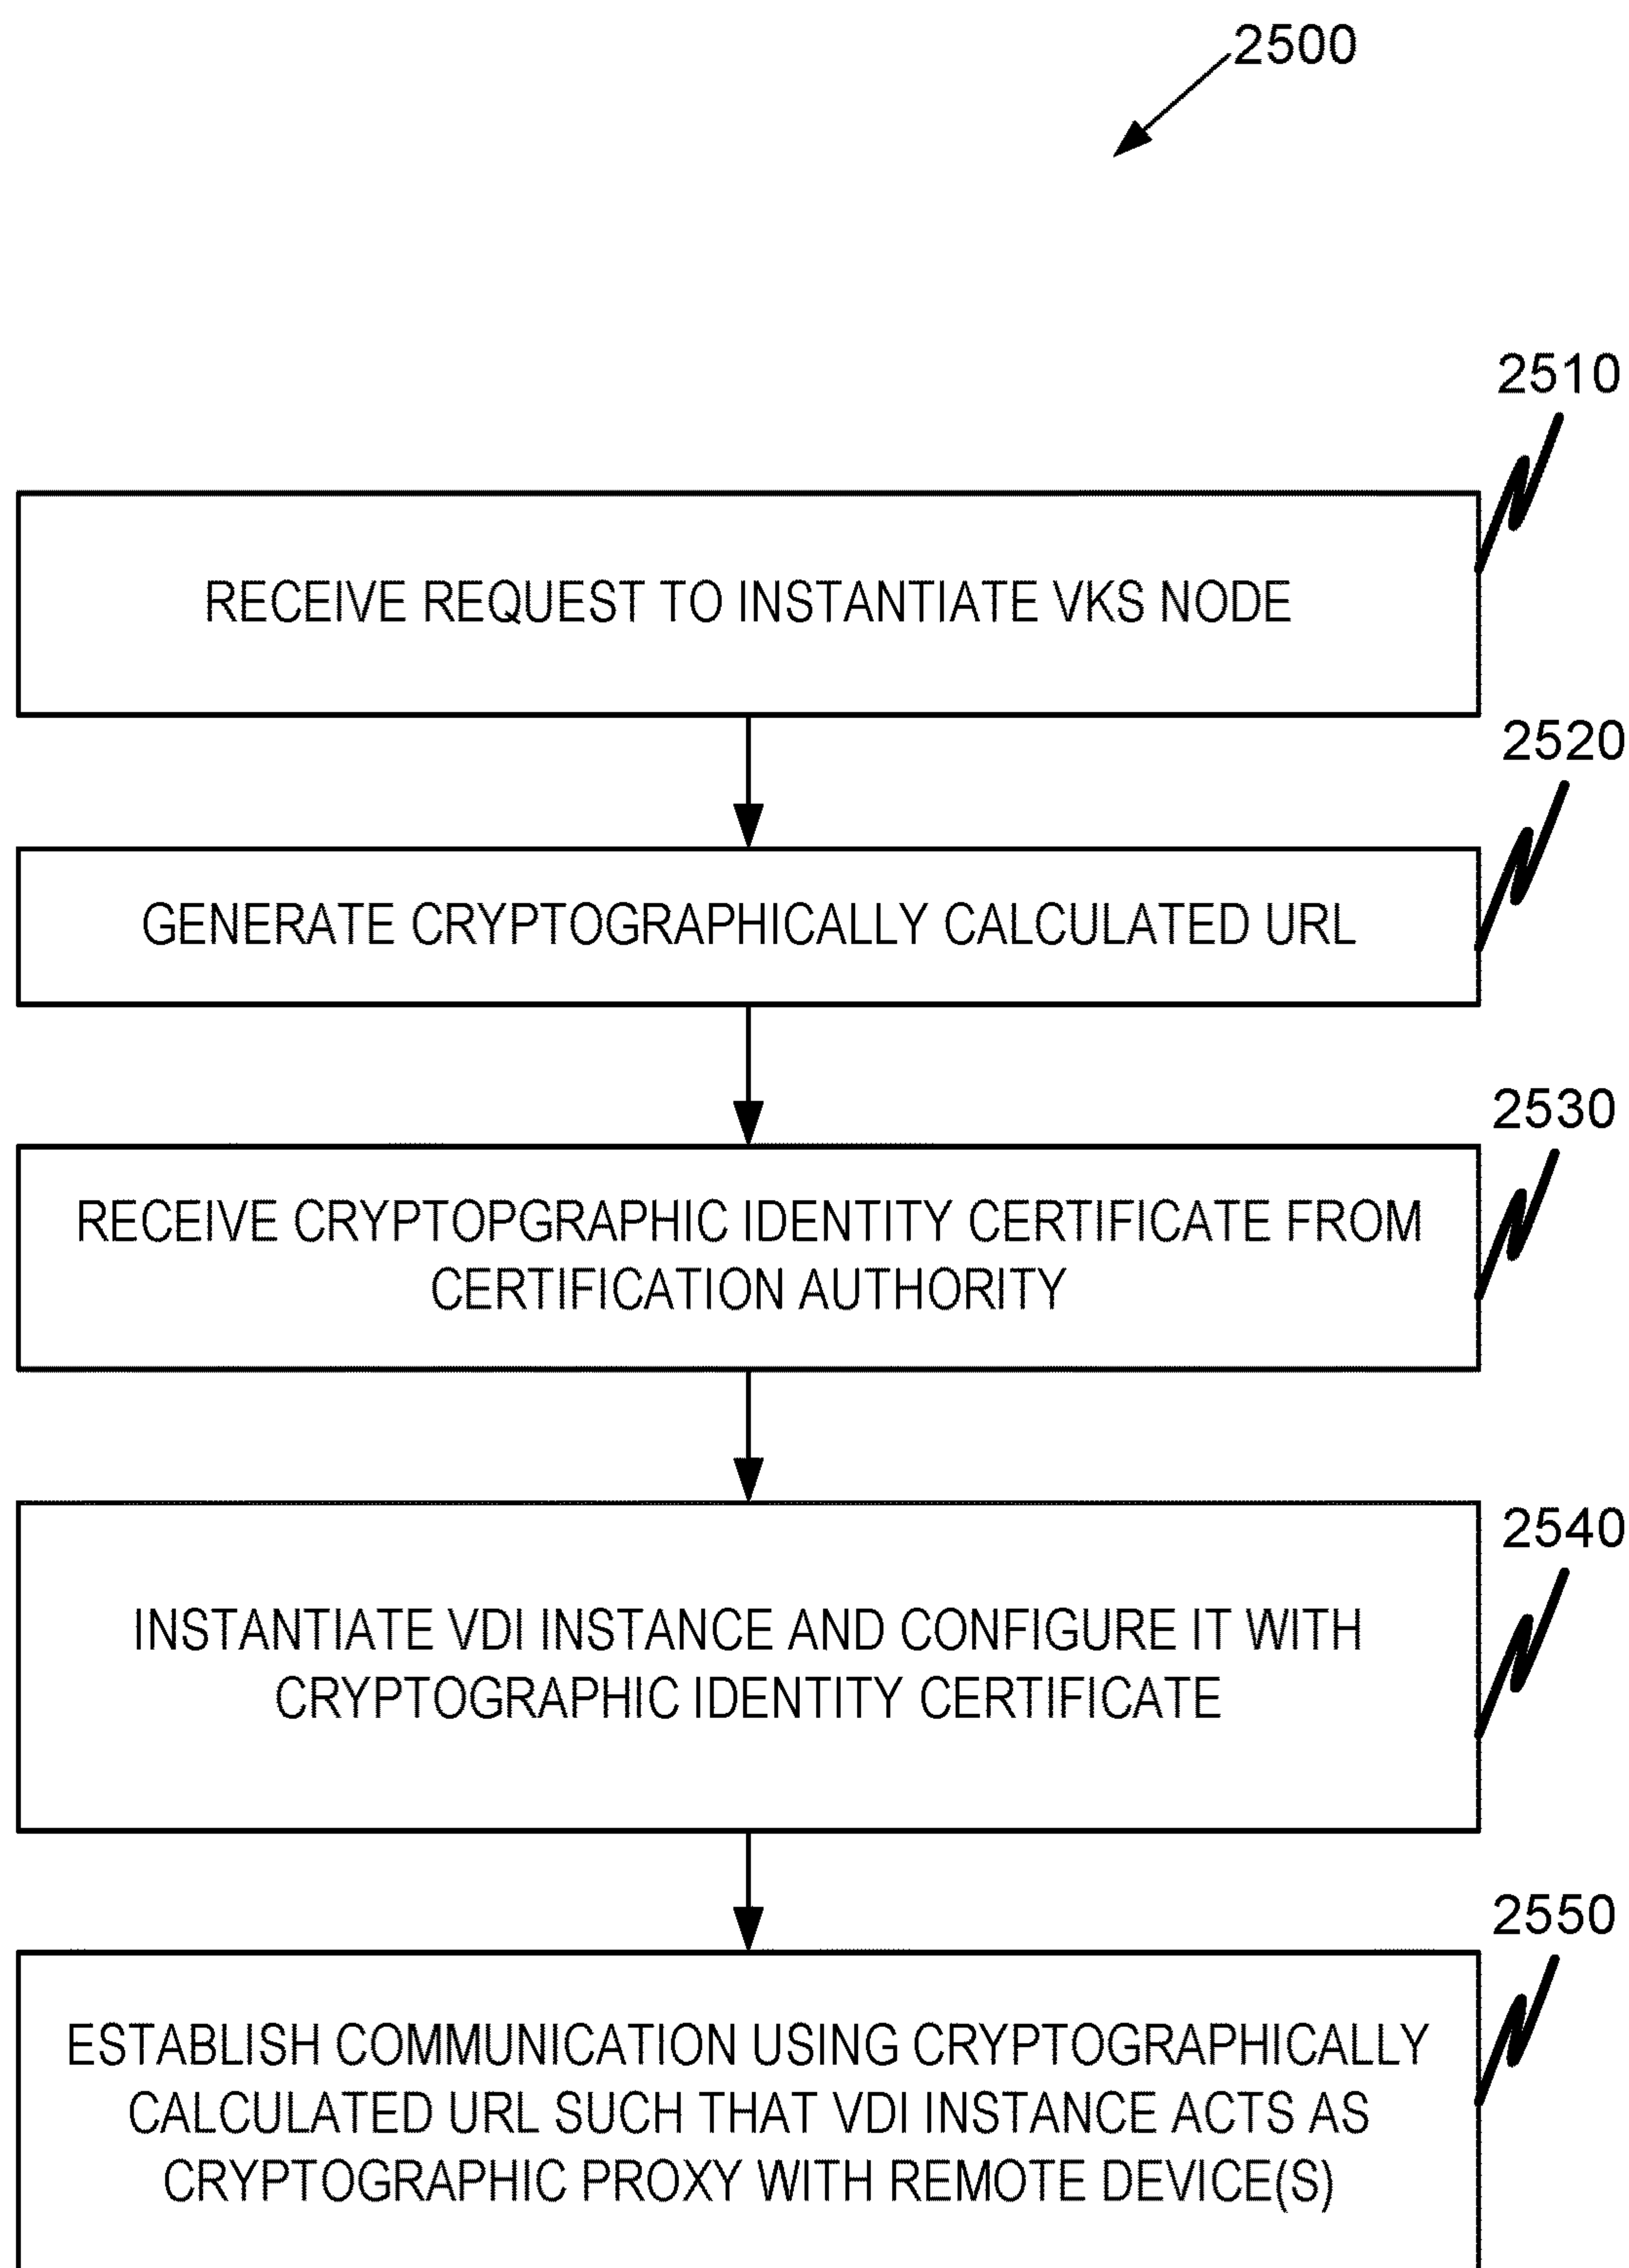 2500
2510
RECEIVE REQUEST TO INSTANTIATE VKS NODE
2520
GENERATE CRYPTOGRAPHICALLY CALCULATED URL
2530
RECEIVE CRYPTOPGRAPHIC IDENTITY CERTIFICATE FROM
CERTIFICATION AUTHORITY
2540
INSTANTIATE VDI INSTANCE AND CONFIGURE IT WITH
CRYPTOGRAPHIC IDENTITY CERTIFICATE
2550
ESTABLISH COMMUNICATION USING CRYPTOGRAPHICALLY
CALCULATED URL SUCH THAT VDI INSTANCE ACTS AS
CRYPTOGRAPHIC PROXY WITH REMOTE DEVICE(S)